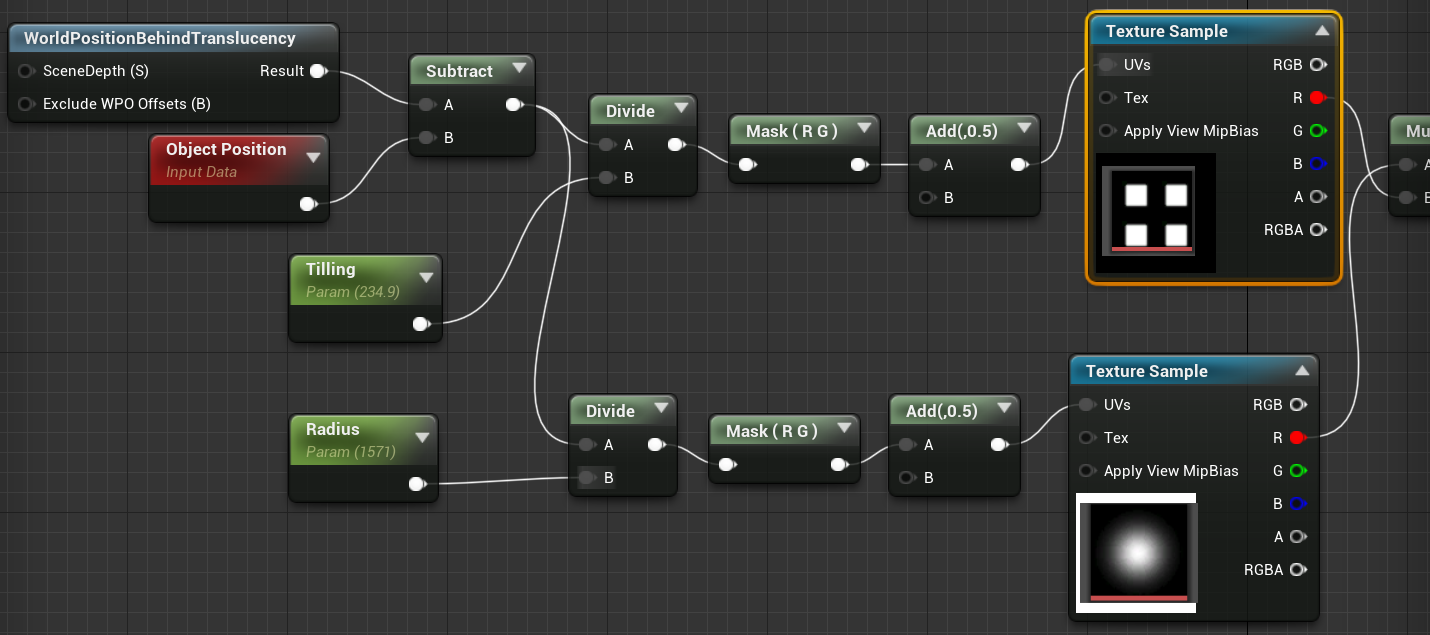 WorldPositionBehindTranslucency
SceneDepth (S)
Result
Exclude WPO Offsets (B)
Object Position
Input Data
Subtract
A
B
Divide
A
B
Mask ( R G )
Add(,0.5)
A
B
Texture Sample
UVs
RGB
Tex
R
Apply View MipBias
G
B
A
RGBA
Tilling
Param (234.9)
Radius
Param (1571)
Divide
A
B
Mask ( R G )
Add(,0.5)
A
B
Texture Sample
UVs
RGB
Tex
R
Apply View MipBias
G
B
A
RGBA
Mu
A